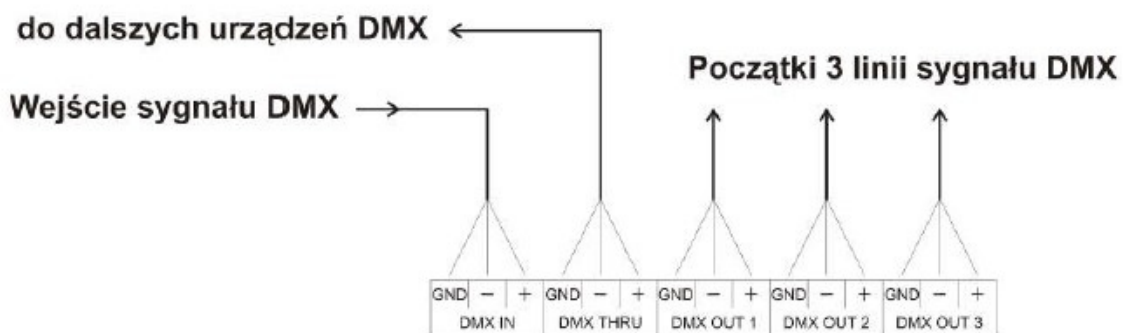 do dalszych urządzeń DMX
Początki 3 linii sygnału DMX
Wejście sygnału DMX
GND - + GND - + GND - + GND - + GND - +
DMX IN DMX THRU DMX OUT 1 DMX OUT 2 DMX OUT 3